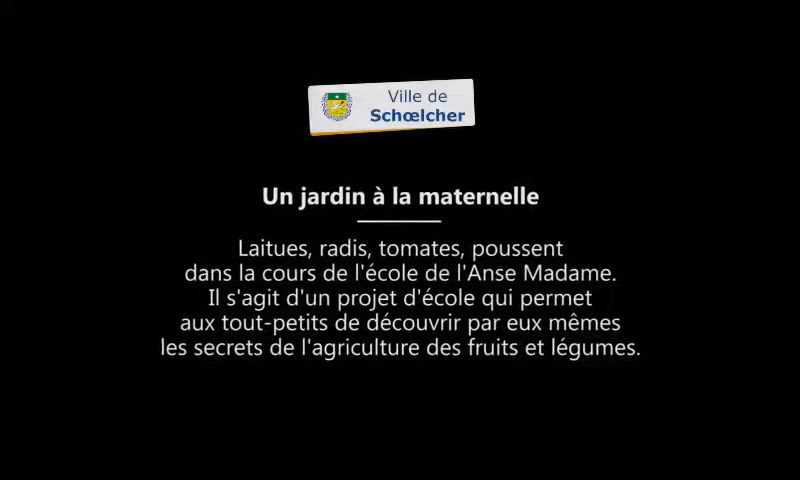 Ville de
Schœlcher
Un jardin à la maternelle
Laitues, radis, tomates, poussent
dans la cours de l'école de l'Anse Madame.
Il s'agit d'un projet d'école qui permet
aux tout-petits de découvrir par eux mêmes
les secrets de l'agriculture des fruits et légumes.